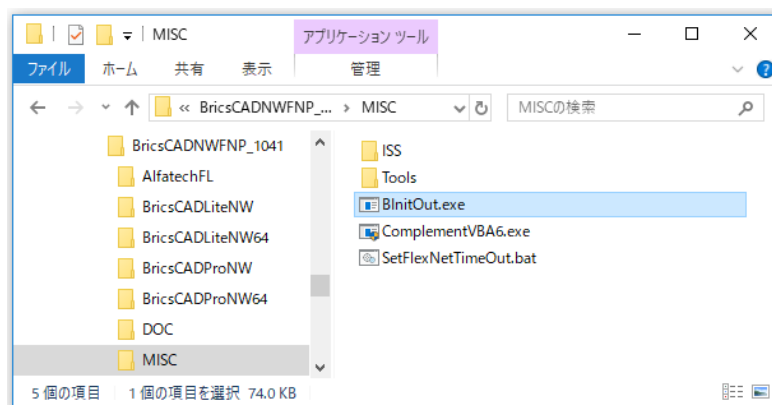 MISC
アプリケーション ツール
ファイル ホーム 共有 表示 管理
« BricsCADNWFNP_... › MISC
MISCの検索
BricsCADNWFNP_1041
AlfatechFL
BricsCADLiteNW
BricsCADLiteNW64
BricsCADProNW
BricsCADProNW64
DOC
MISC
ISS
Tools
BInitOut.exe
ComplementVBA6.exe
SetFlexNetTimeOut.bat
5 個の項目 1 個の項目を選択 74.0 KB